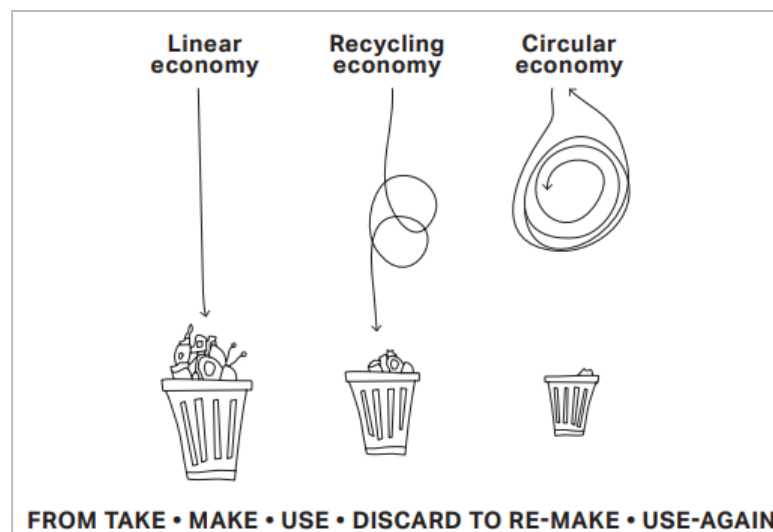 Linear
economy
Recycling
economy
Circular
economy
FROM TAKE • MAKE • USE • DISCARD TO RE-MAKE • USE-AGAIN